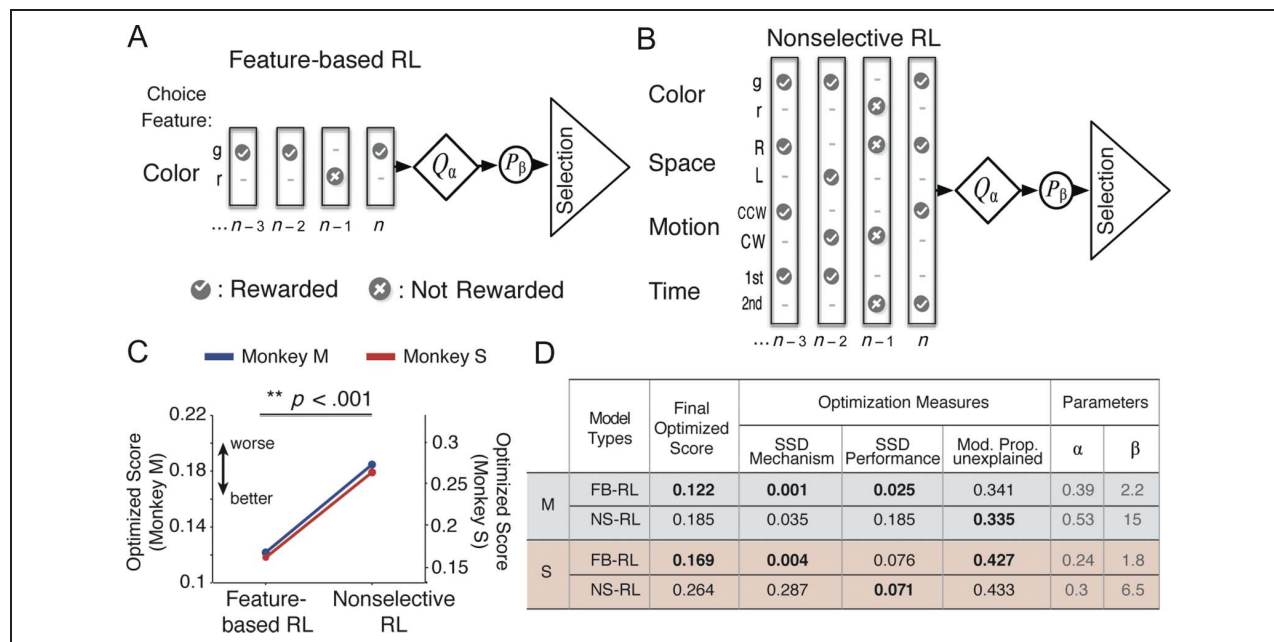 A
Feature-based RL
Choice
Feature:
Color
g
r
... n – 3 n – 2 n – 1 n
Qα
Pβ
Selection
: Rewarded : Not Rewarded
B
Nonselective RL
Color
g
r
Space
R
L
Motion
CCW
CW
Time
1st
2nd
... n – 3 n – 2 n – 1 n
Qα
Pβ
Selection
C
Monkey M Monkey S
** p < .001
Optimized Score
(Monkey M)
0.22
0.18
0.14
0.1
worse
better
0.3
0.25
0.2
0.15
Optimized Score
(Monkey S)
Feature-
based RL
Nonselective
RL
D
Model
Types
Final
Optimized
Score
Optimization Measures
Parameters
SSD
Mechanism
SSD
Performance
Mod. Prop.
unexplained
α
β
M
FB-RL 0.122 0.001 0.025 0.341 0.39 2.2
NS-RL 0.185 0.035 0.185 0.335 0.53 15
S
FB-RL 0.169 0.004 0.076 0.427 0.24 1.8
NS-RL 0.264 0.287 0.071 0.433 0.3 6.5